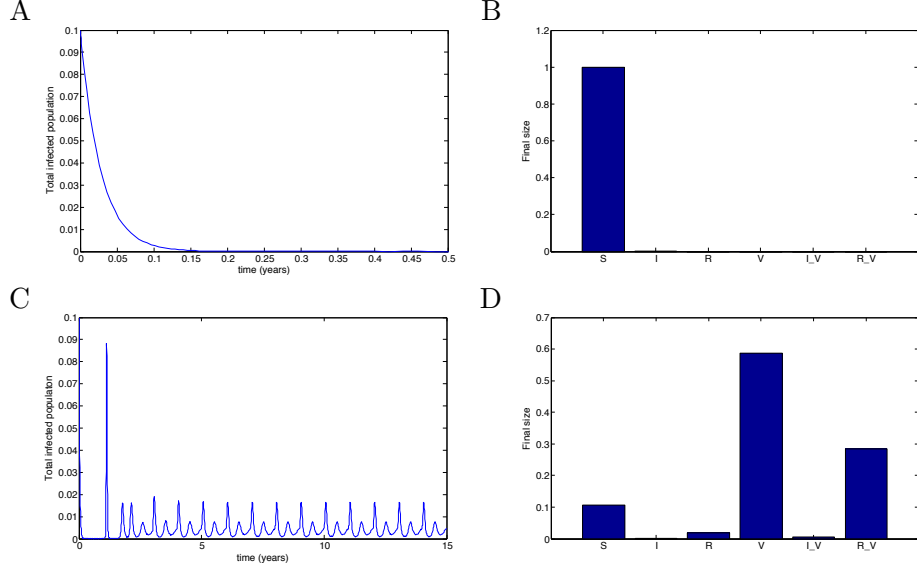 A
Total infected population
0.1
0.09
0.08
0.07
0.06
0.05
0.04
0.03
0.02
0.01
0
0 0.05 0.1 0.15 0.2 0.25 0.3 0.35 0.4 0.45 0.5
time (years)
B
Final size
1.2
1
0.8
0.6
0.4
0.2
0
S I R V I_V R_V
C
Total infected populaton
0.1
0.09
0.08
0.07
0.06
0.05
0.04
0.03
0.02
0.01
0
0 5 10 15
time (years)
D
Final size
0.7
0.6
0.5
0.4
0.3
0.2
0.1
0
S I R V I_V R_V